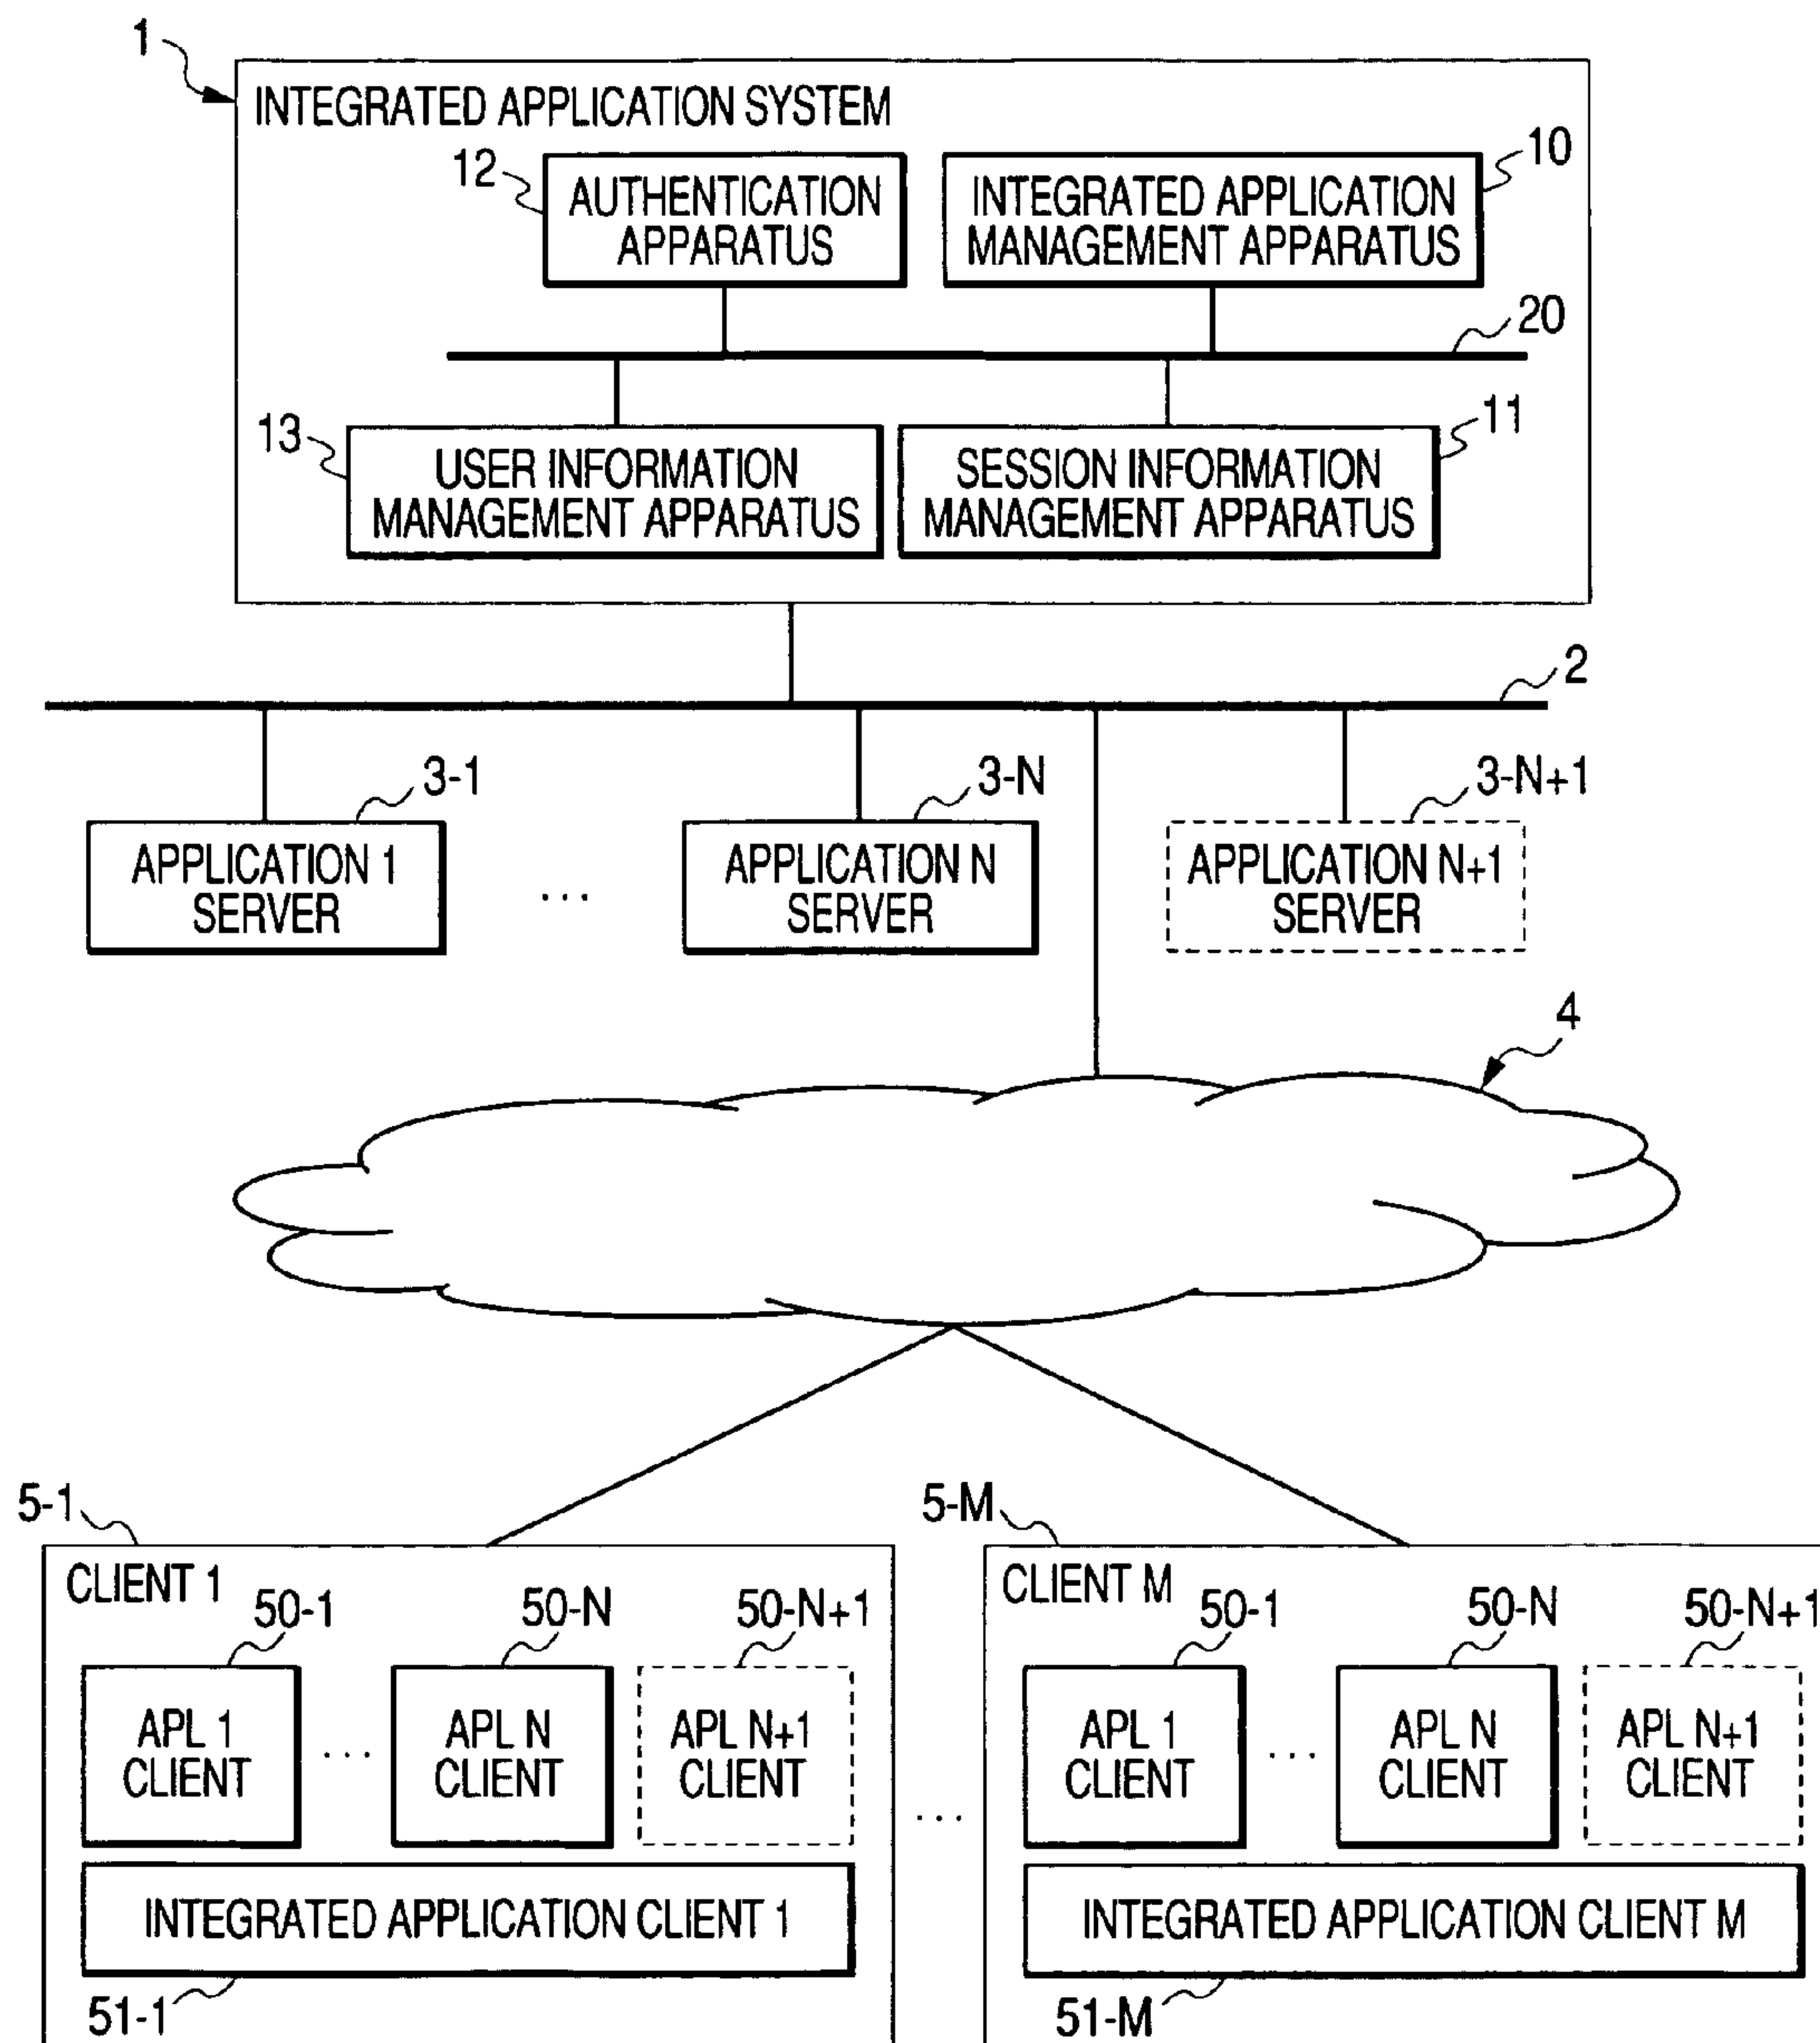 1
INTEGRATED APPLICATION SYSTEM
12
AUTHENTICATION
APPARATUS
10
INTEGRATED APPLICATION
MANAGEMENT APPARATUS
20
13
USER INFORMATION
MANAGEMENT APPARATUS
11
SESSION INFORMATION
MANAGEMENT APPARATUS
2
3-1
APPLICATION 1
SERVER
...
3-N
APPLICATION N
SERVER
3-N+1
APPLICATION N+1
SERVER
4
5-1
CLIENT 1
50-1
APL 1
CLIENT
...
50-N
APL N
CLIENT
50-N+1
APL N+1
CLIENT
INTEGRATED APPLICATION CLIENT 1
51-1
...
5-M
CLIENT M
50-1
APL 1
CLIENT
...
50-N
APL N
CLIENT
50-N+1
APL N+1
CLIENT
INTEGRATED APPLICATION CLIENT M
51-M